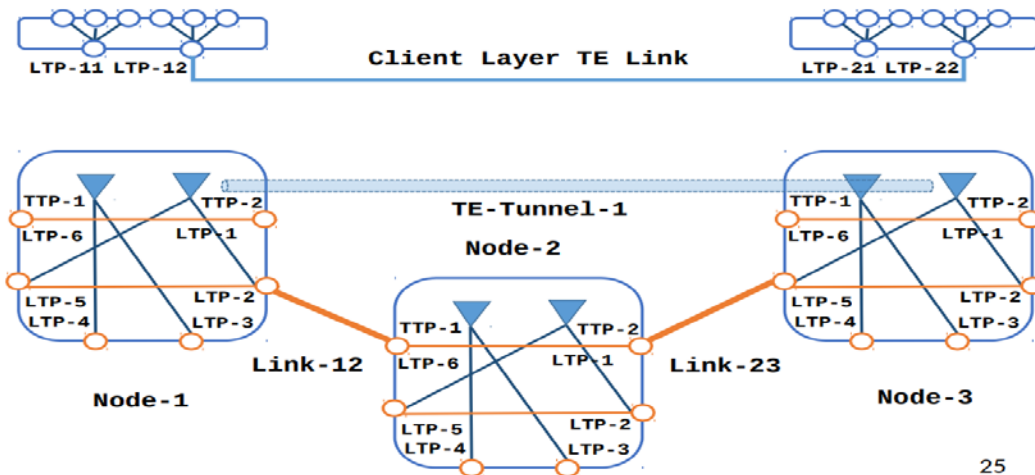 Client Layer TE Link
LTP-11 LTP-12
LTP-21 LTP-22
TTP-1 TTP-2
LTP-6 LTP-1
LTP-5 LTP-2
LTP-4 LTP-3
Node-1
TE-Tunnel-1
Node-2
TTP-1 TTP-2
LTP-6 LTP-1
LTP-5 LTP-2
LTP-4 LTP-3
Link-12
Link-23
TTP-1 TTP-2
LTP-6 LTP-1
LTP-5 LTP-2
LTP-4 LTP-3
Node-3
25